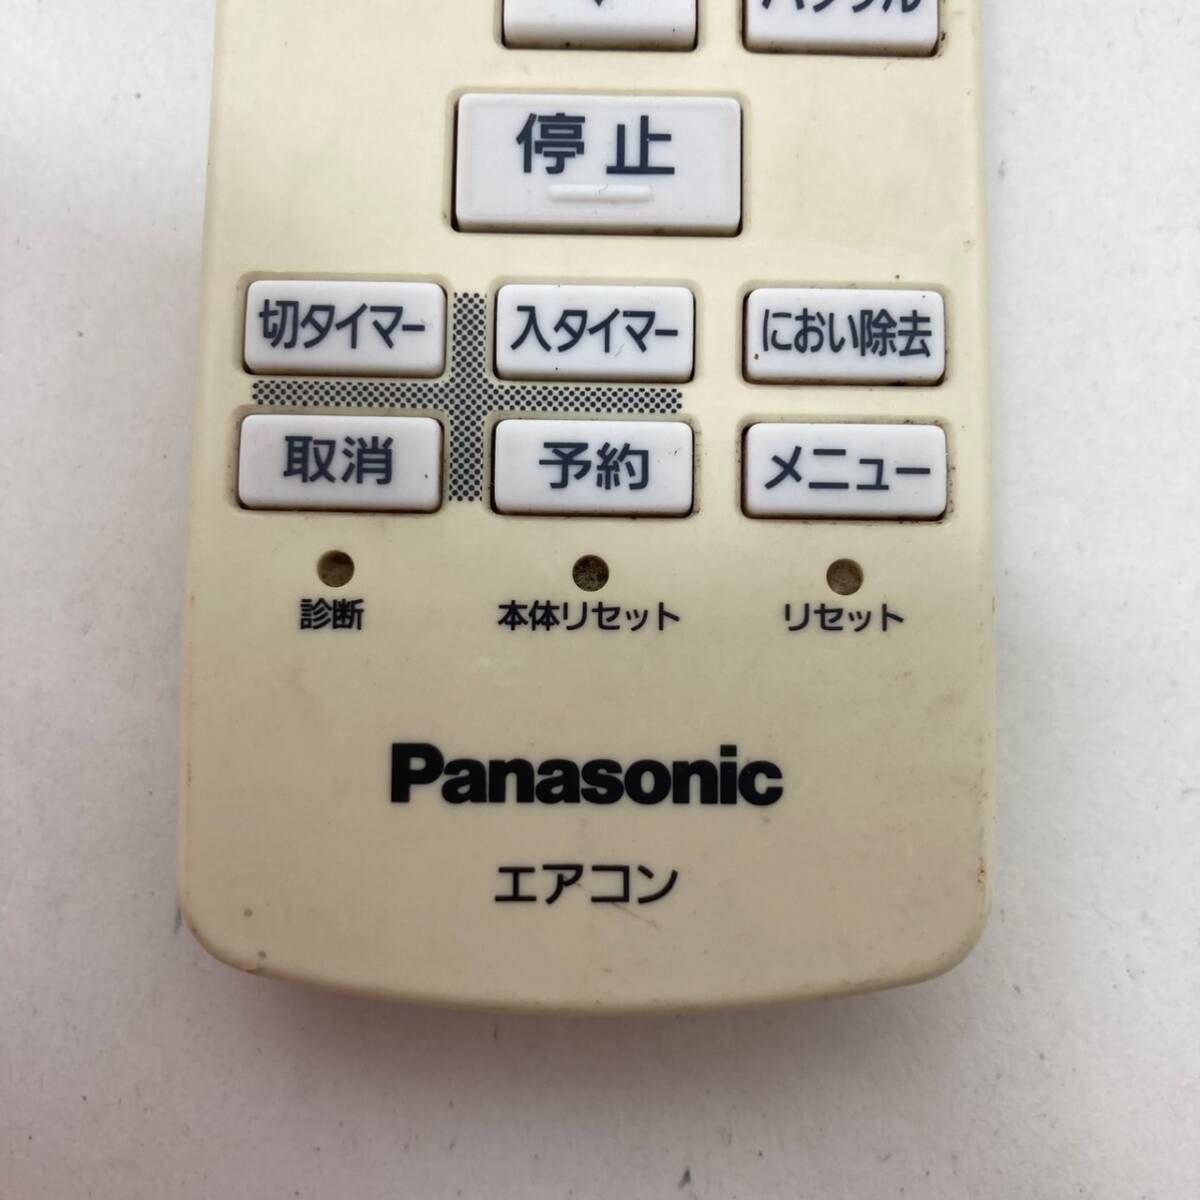 停止
切タイマー
入タイマー
におい除去
取消
予約
メニュー
診断
本体リセット
リセット
Panasonic
エアコン